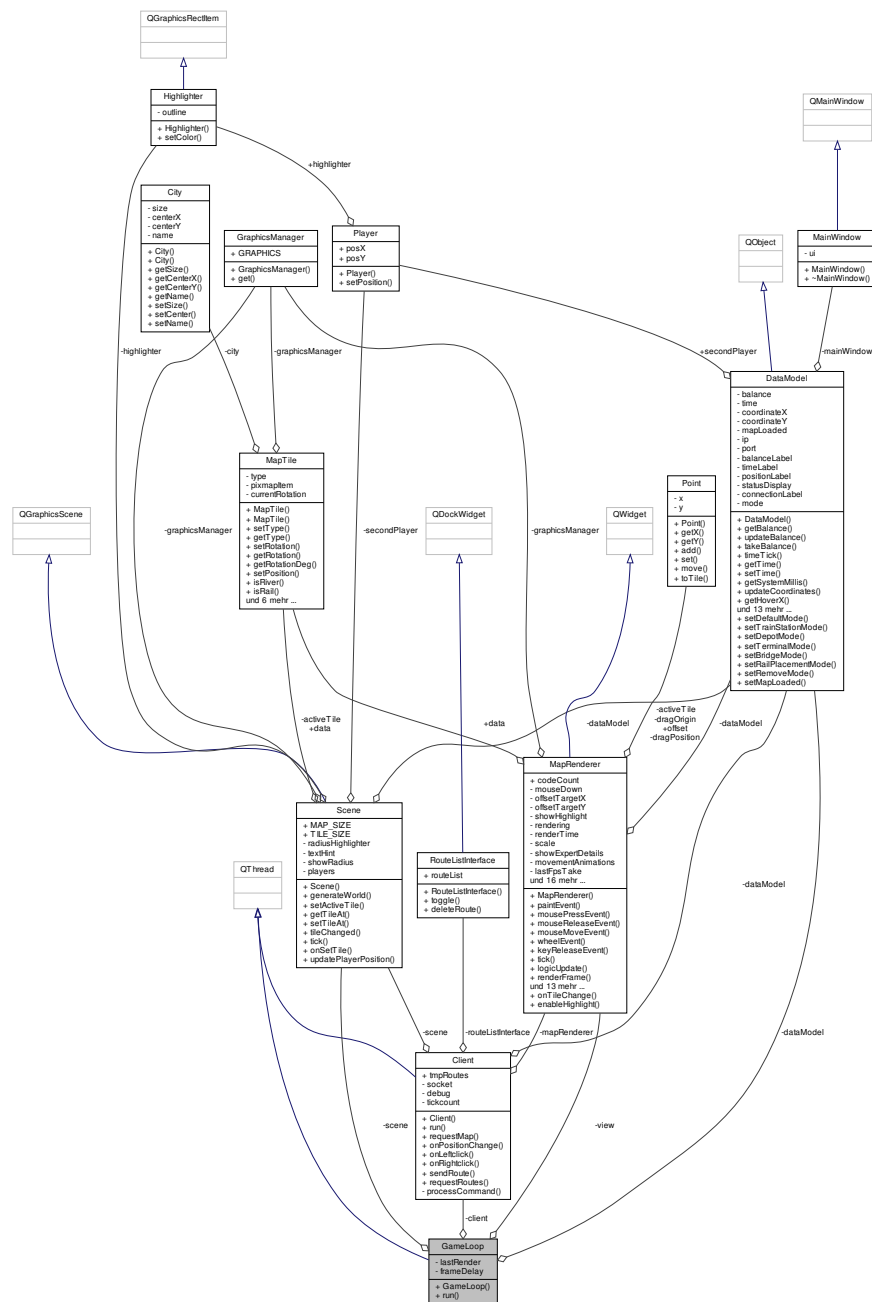 QGraphicsRectItem
Highlighter
- outline
+ Highlighter()
+ setColor()
QMainWindow
+highlighter
City
- size
- centerX
- centerY
- name
+ City()
+ City()
+ getSize()
+ getCenterX()
+ getCenterY()
+ getName()
+ setSize()
+ setCenter()
+ setName()
GraphicsManager
+ GRAPHICS
+ GraphicsManager()
+ get()
Player
+ posX
+ posY
+ Player()
+ setPosition()
QObject
MainWindow
- ui
+ MainWindow()
+ ~MainWindow()
-highlighter
-city
-graphicsManager
+secondPlayer
-mainWindow
DataModel
- balance
- time
- coordinateX
- coordinateY
- mapLoaded
- ip
- port
- balanceLabel
- timeLabel
- positionLabel
- statusDisplay
- connectionLabel
- mode
+ DataModel()
+ getBalance()
+ updateBalance()
+ takeBalance()
+ timeTick()
+ getTime()
+ setTime()
+ getSystemMillis()
+ updateCoordinates()
+ getHoverX()
und 13 mehr ...
+ setDefaultMode()
+ setTrainStationMode()
+ setDepotMode()
+ setTerminalMode()
+ setBridgeMode()
+ setRailPlacementMode()
+ setRemoveMode()
+ setMapLoaded()
MapTile
- type
- pixmapItem
- currentRotation
+ MapTile()
+ MapTile()
+ setType()
+ getType()
+ setRotation()
+ getRotation()
+ getRotationDeg()
+ setPosition()
+ isRiver()
+ isRail()
und 6 mehr ...
Point
- x
- y
+ Point()
+ getX()
+ getY()
+ add()
+ set()
+ move()
+ toTile()
QGraphicsScene
-graphicsManager
-secondPlayer
QDockWidget
-graphicsManager
QWidget
-activeTile
+data
+data
-dataModel
-activeTile
-dragOrigin
+offset
-dragPosition
-dataModel
Scene
+ MAP_SIZE
+ TILE_SIZE
- radiusHighlighter
- textHint
- showRadius
- players
+ Scene()
+ generateWorld()
+ setActiveTile()
+ getTileAt()
+ setTileAt()
+ tileChanged()
+ tick()
+ onSetTile()
+ updatePlayerPosition()
MapRenderer
+ codeCount
- mouseDown
- offsetTargetX
- offsetTargetY
- showHighlight
- rendering
- renderTime
- scale
- showExpertDetails
- movementAnimations
- lastFpsTake
und 16 mehr ...
+ MapRenderer()
+ paintEvent()
+ mousePressEvent()
+ mouseReleaseEvent()
+ mouseMoveEvent()
+ wheelEvent()
+ keyReleaseEvent()
+ tick()
+ logicUpdate()
+ renderFrame()
und 13 mehr ...
+ onTileChange()
+ enableHighlight()
QThread
RouteListInterface
+ routeList
+ RouteListInterface()
+ toggle()
+ deleteRoute()
-dataModel
-scene
-routeListInterface
-mapRenderer
-dataModel
Client
+ tmpRoutes
- socket
- debug
- tickcount
+ Client()
+ run()
+ requestMap()
+ onPositionChange()
+ onLeftclick()
+ onRightclick()
+ sendRoute()
+ requestRoutes()
- processCommand()
-scene
-view
-client
GameLoop
- lastRender
- frameDelay
+ GameLoop()
+ run()